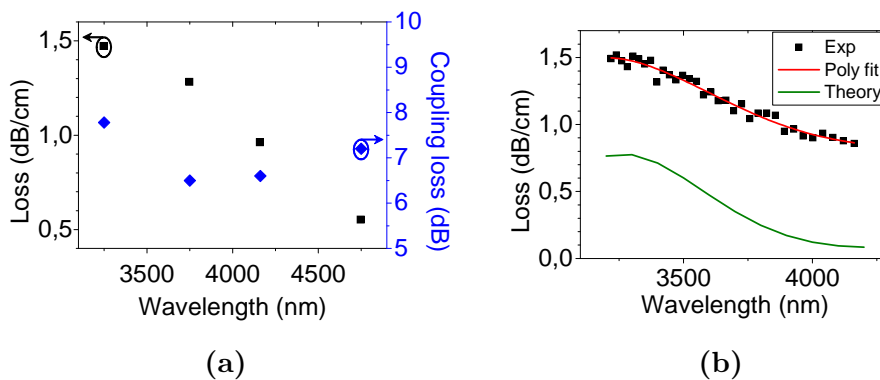 1,5
1,0
0,5
Loss (dB/cm)
10
9
8
7
6
5
Coupling loss (dB)
3500 4000 4500
Wavelength (nm)
(a)
2,0
1,5
1,0
0,5
0,0
Loss (dB/cm)
Exp
Poly fit
Theory
3500 4000
Wavelength (nm)
(b)